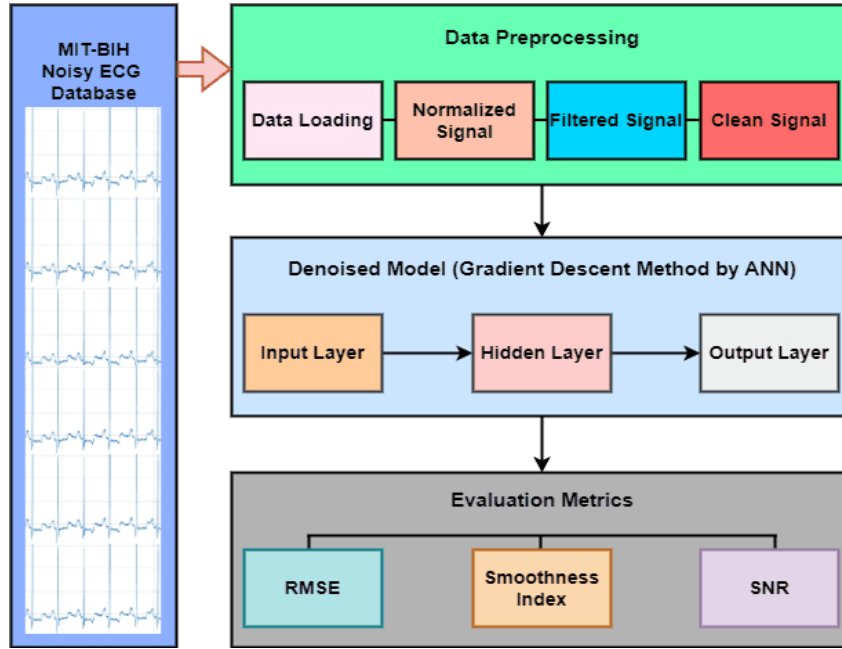 MIT-BIH
Noisy ECG
Database
Data Preprocessing
Data Loading
Normalized
Signal
Filtered Signal
Clean Signal
Denoised Model (Gradient Descent Method by ANN)
Input Layer
Hidden Layer
Output Layer
Evaluation Metrics
RMSE
Smoothness
Index
SNR